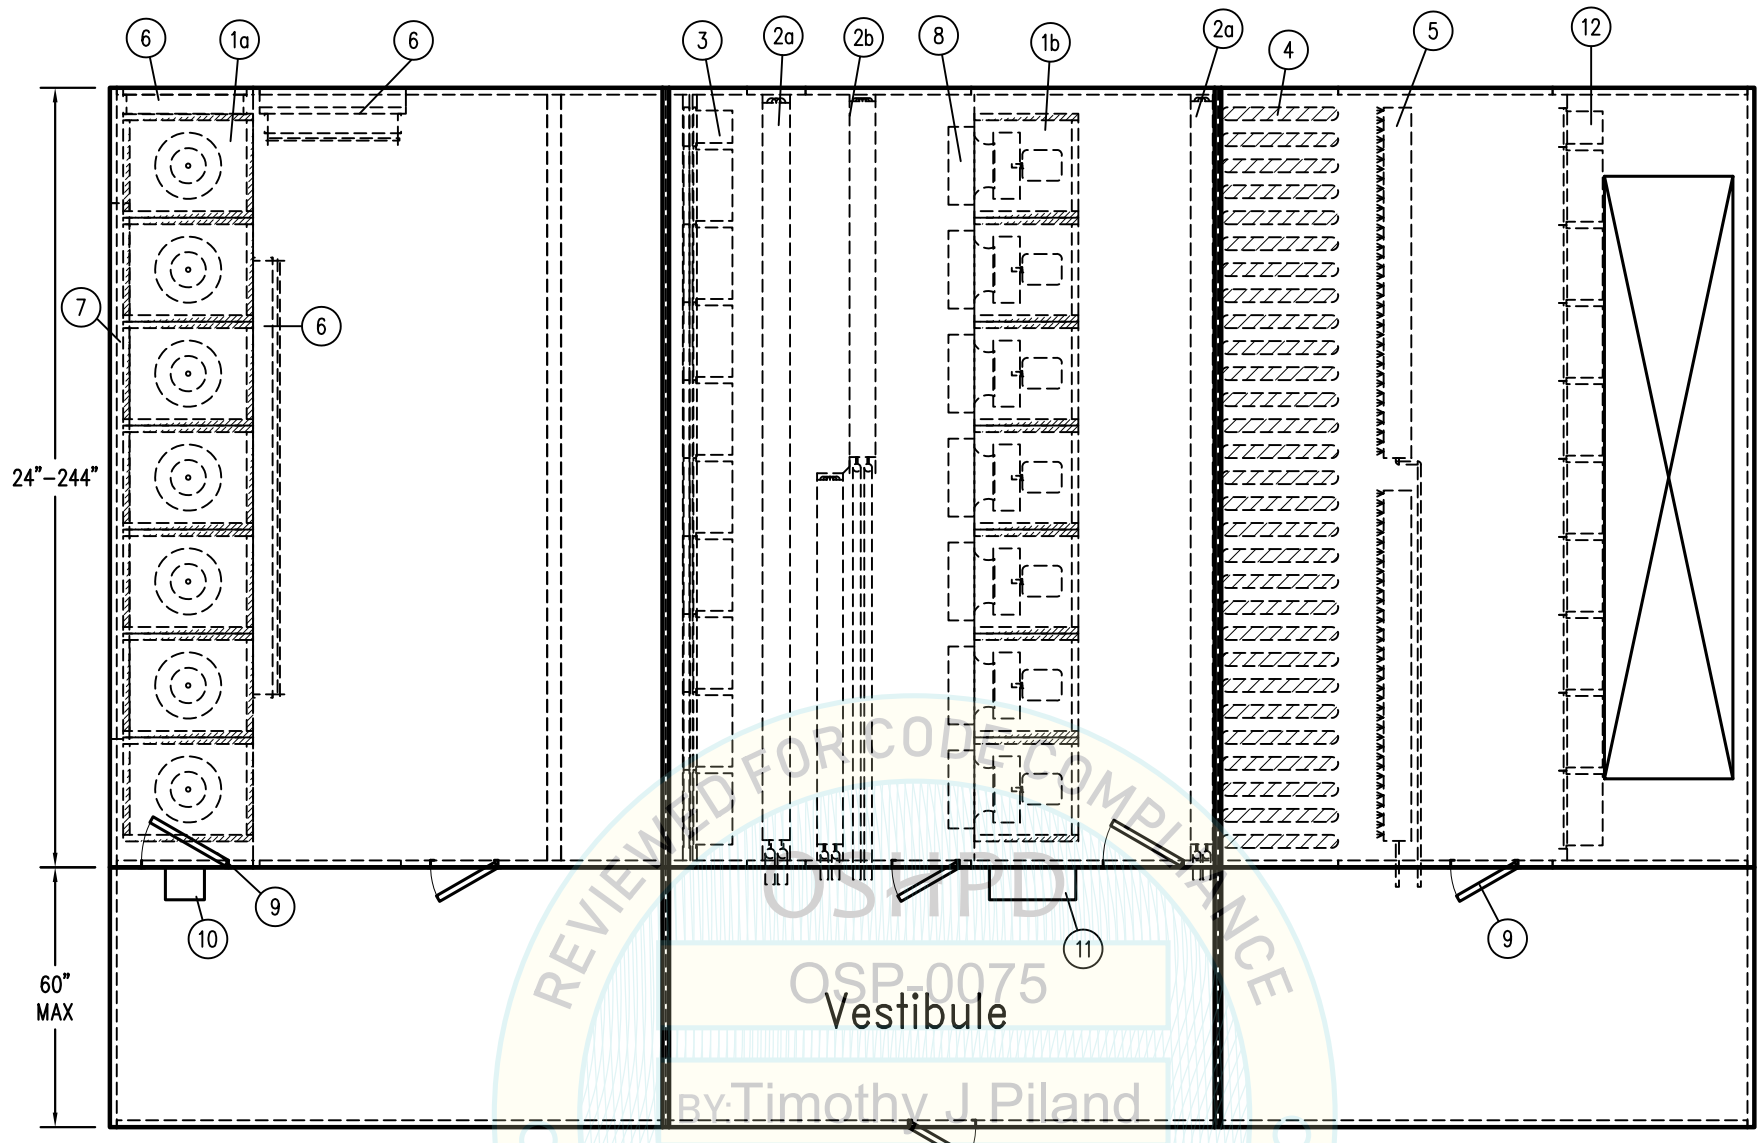 6
1a
6
3
2a
2b
8
1b
2a
4
5
12
7
6
24"-244"
9
10
11
9
60"
MAX
Vestibule
REVIEWED FOR CODE COMPLIANCE
OSHPD
OSP-0075
BY:Timothy J Piland